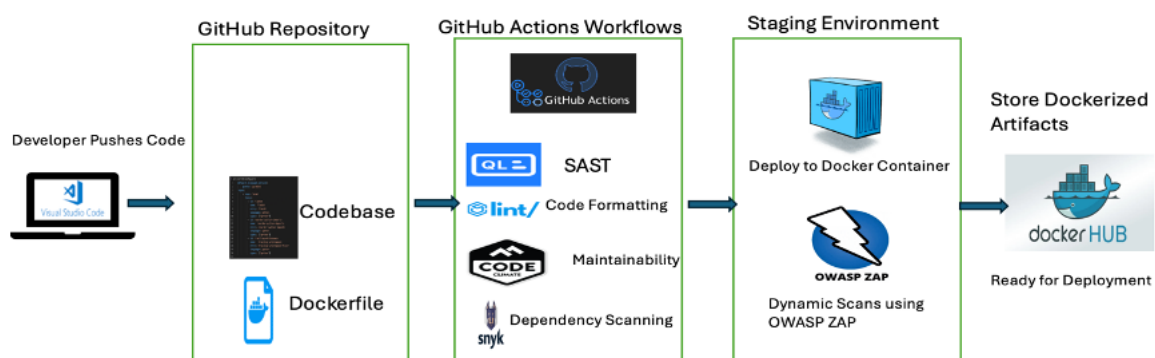 GitHub Repository
GitHub Actions Workflows
Staging Environment
Developer Pushes Code
Visual Studio Code
Codebase
Dockerfile
GitHub Actions
QL
SAST
lint/
Code Formatting
CODE
CLIMATE
Maintainability
snyk
Dependency Scanning
Deploy to Docker Container
OWASP ZAP
Dynamic Scans using
OWASP ZAP
Store Dockerized
Artifacts
docker HUB
Ready for Deployment